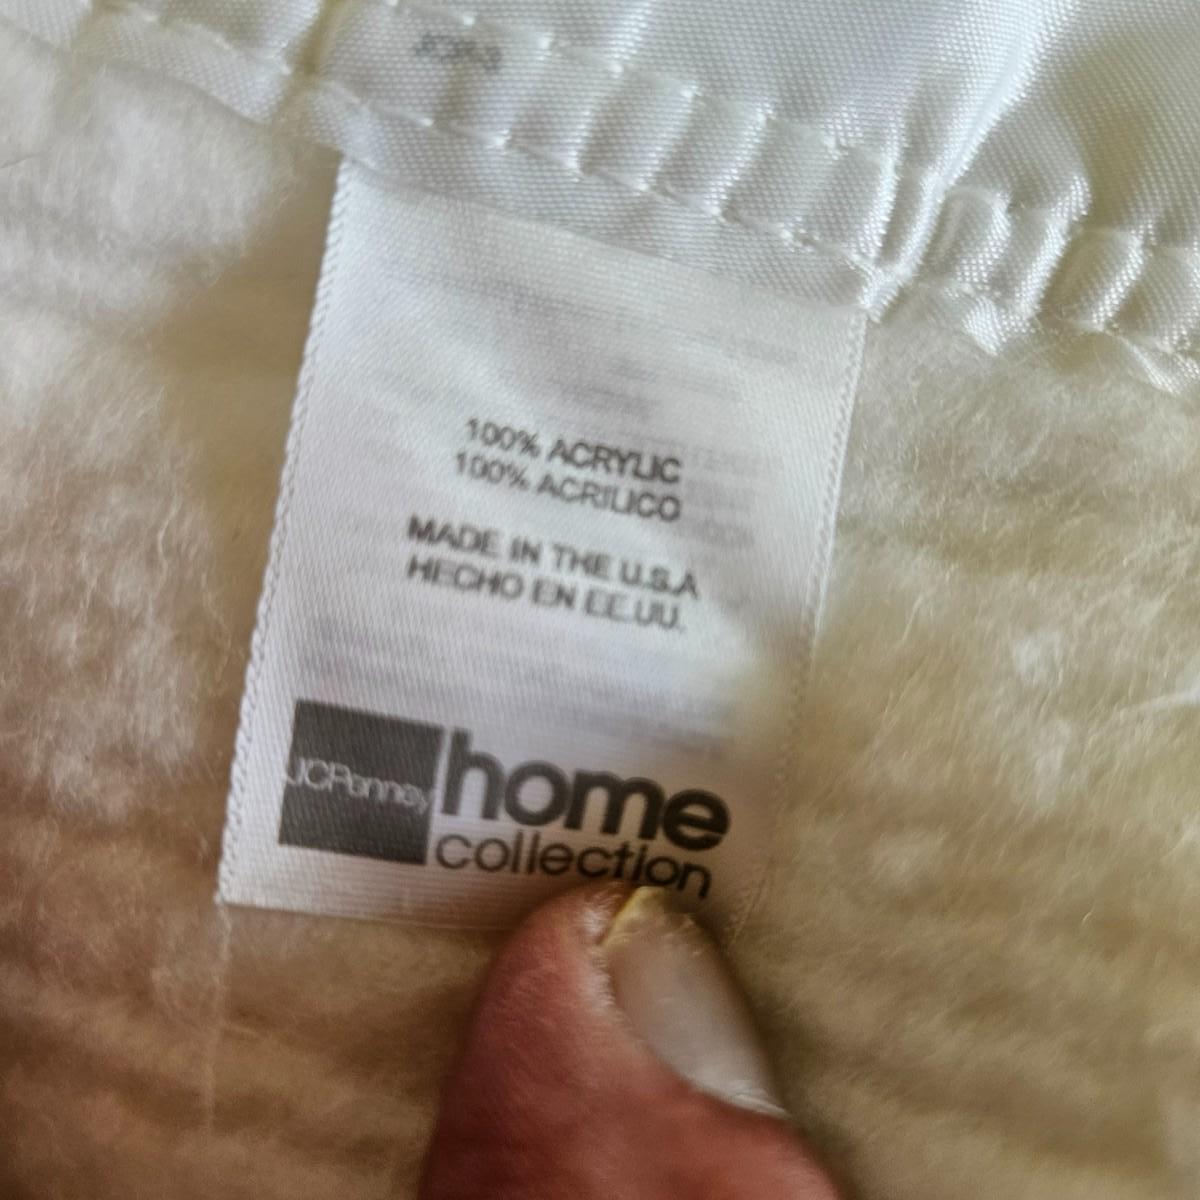 100% ACRYLIC
100% ACRILICO
MADE IN THE U.S.A
HECHO EN EE.UU.
JCPenney
home
collection